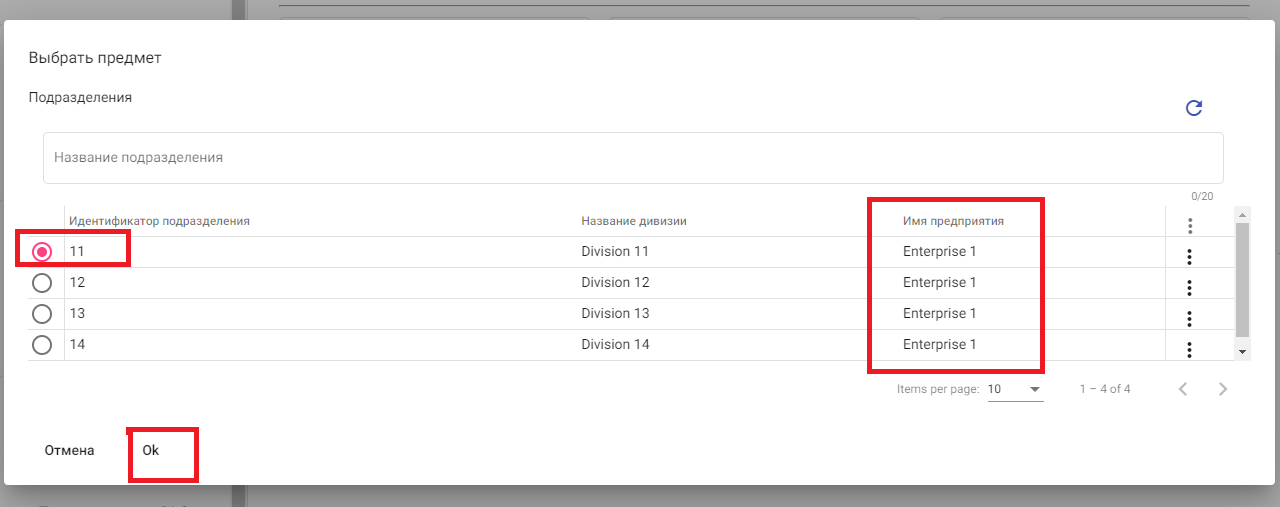 Выбрать предмет
Подразделения
Название подразделения
0/20
Идентификатор подразделения Название дивизии Имя предприятия
11 Division 11 Enterprise 1
12 Division 12 Enterprise 1
13 Division 13 Enterprise 1
14 Division 14 Enterprise 1
Items per page: 10 1 – 4 of 4
Отмена Ok